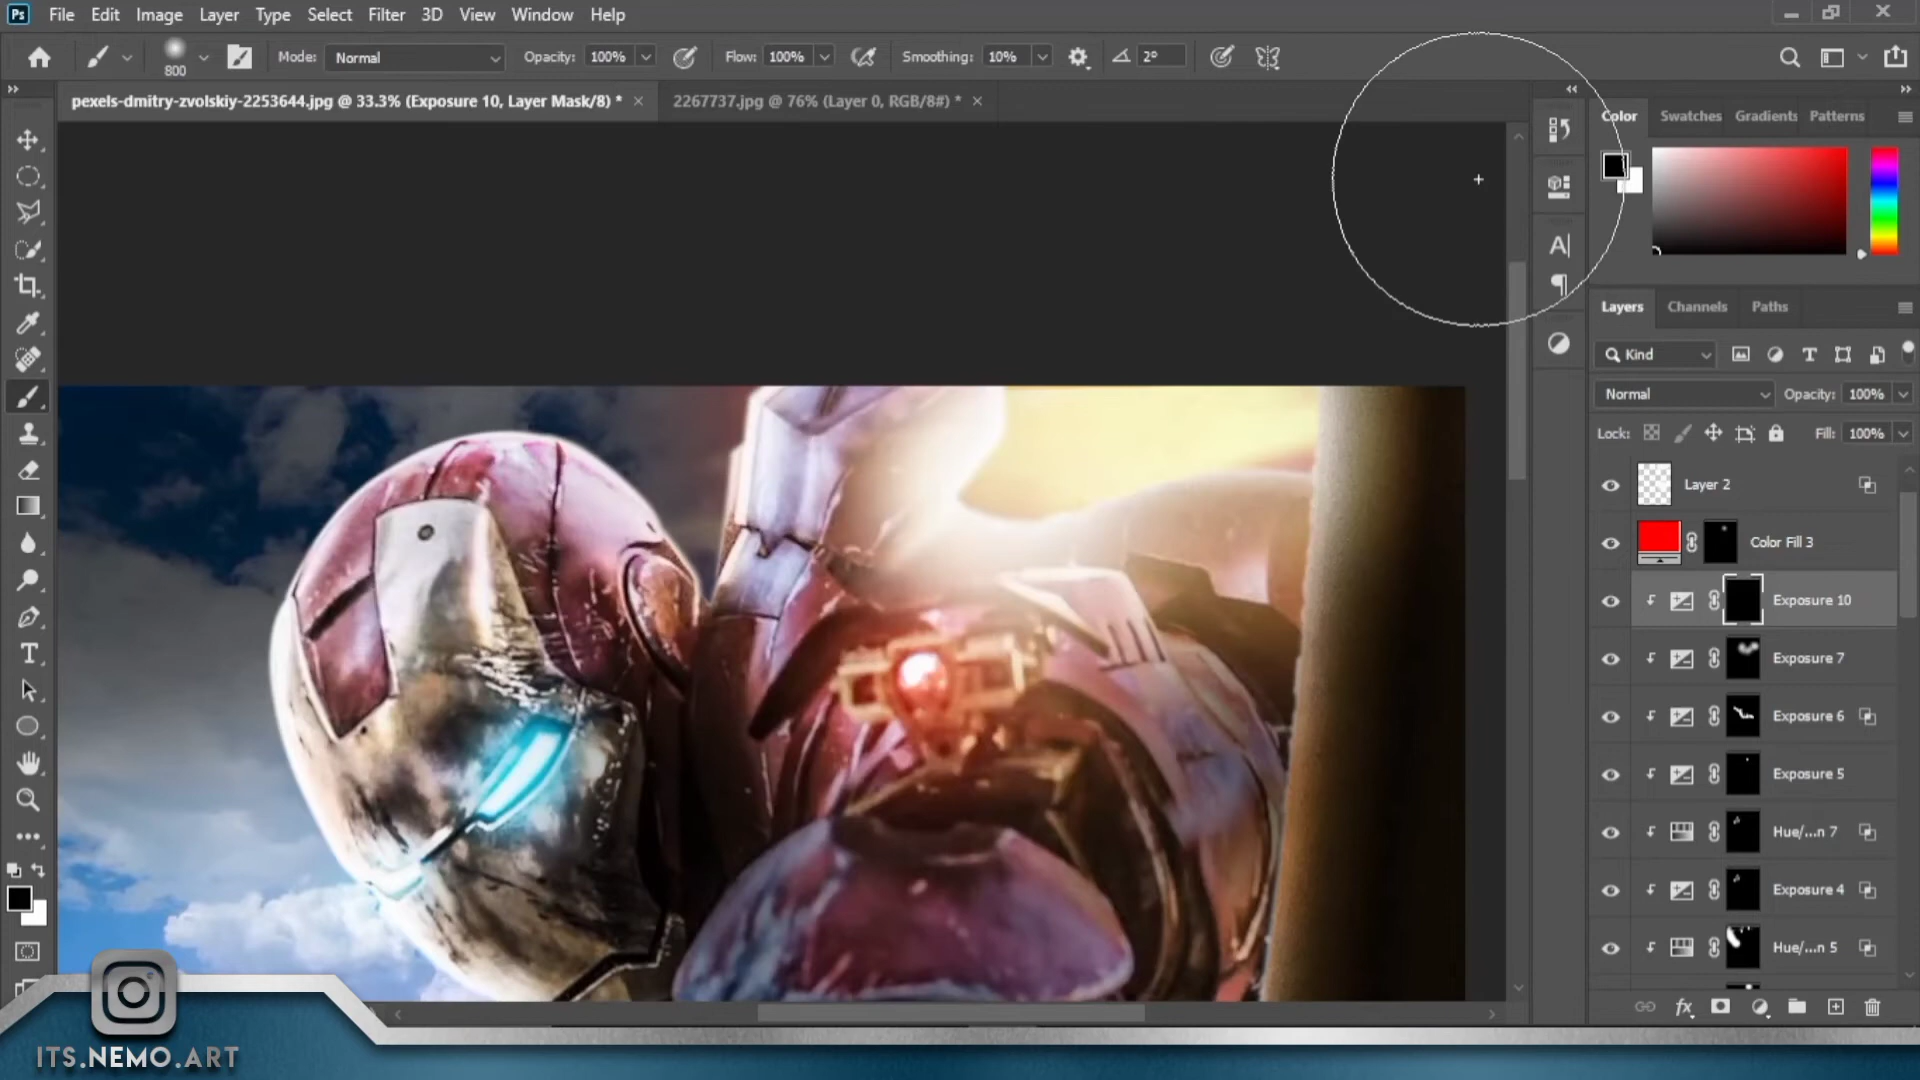 Ps File Edit Image Layer Type Select Filter 3D View Window Help
800 Mode: Normal Opacity: 100% Flow: 100% Smoothing: 10% 2°
pexels-dmitry-zvolskiy-2253644.jpg @ 33.3% (Exposure 10, Layer Mask/8) * × 2267737.jpg @ 76% (Layer 0, RGB/8#) * ×
Color Swatches Gradients Patterns
Layers Channels Paths
Kind
Normal Opacity: 100%
Lock: Fill: 100%
Layer 2
Color Fill 3
Exposure 10
Exposure 7
Exposure 6
Exposure 5
Hue/...n 7
Exposure 4
Hue/...n 5
fx
ITS.NEMO.ART